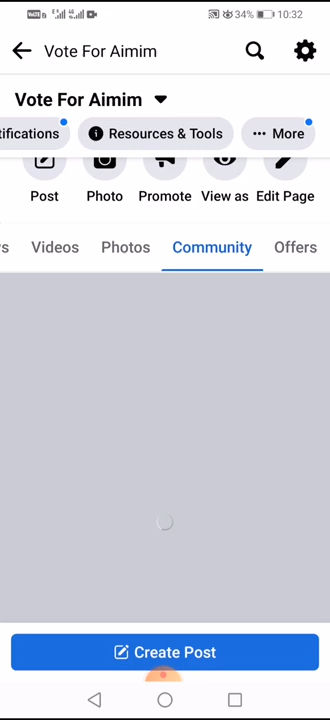 34% 10:32
Vote For Aimim
Vote For Aimim
tifications
Resources & Tools
More
Post
Photo
Promote
View as
Edit Page
s
Videos
Photos
Community
Offers
Create Post